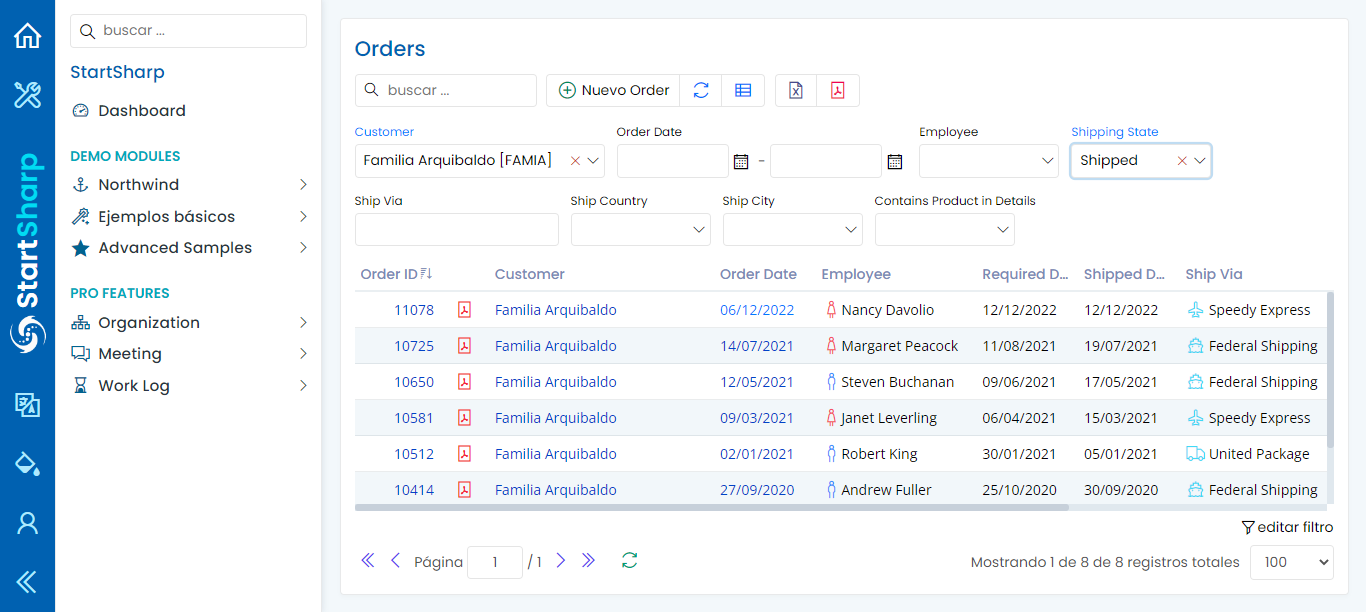 StartSharp
buscar ...
StartSharp
Dashboard
DEMO MODULES
Northwind
Ejemplos básicos
Advanced Samples
PRO FEATURES
Organization
Meeting
Work Log
Orders
buscar ... Nuevo Order
Customer Order Date Employee Shipping State
Familia Arquibaldo [FAMIA] - Shipped
Ship Via Ship Country Ship City Contains Product in Details
Order ID Customer Order Date Employee Required D... Shipped D... Ship Via
11078 Familia Arquibaldo 06/12/2022 Nancy Davolio 12/12/2022 12/12/2022 Speedy Express
10725 Familia Arquibaldo 14/07/2021 Margaret Peacock 11/08/2021 19/07/2021 Federal Shipping
10650 Familia Arquibaldo 12/05/2021 Steven Buchanan 09/06/2021 17/05/2021 Federal Shipping
10581 Familia Arquibaldo 09/03/2021 Janet Leverling 06/04/2021 15/03/2021 Speedy Express
10512 Familia Arquibaldo 02/01/2021 Robert King 30/01/2021 05/01/2021 United Package
10414 Familia Arquibaldo 27/09/2020 Andrew Fuller 25/10/2020 30/09/2020 Federal Shipping
editar filtro
Página 1 / 1 Mostrando 1 de 8 de 8 registros totales 100